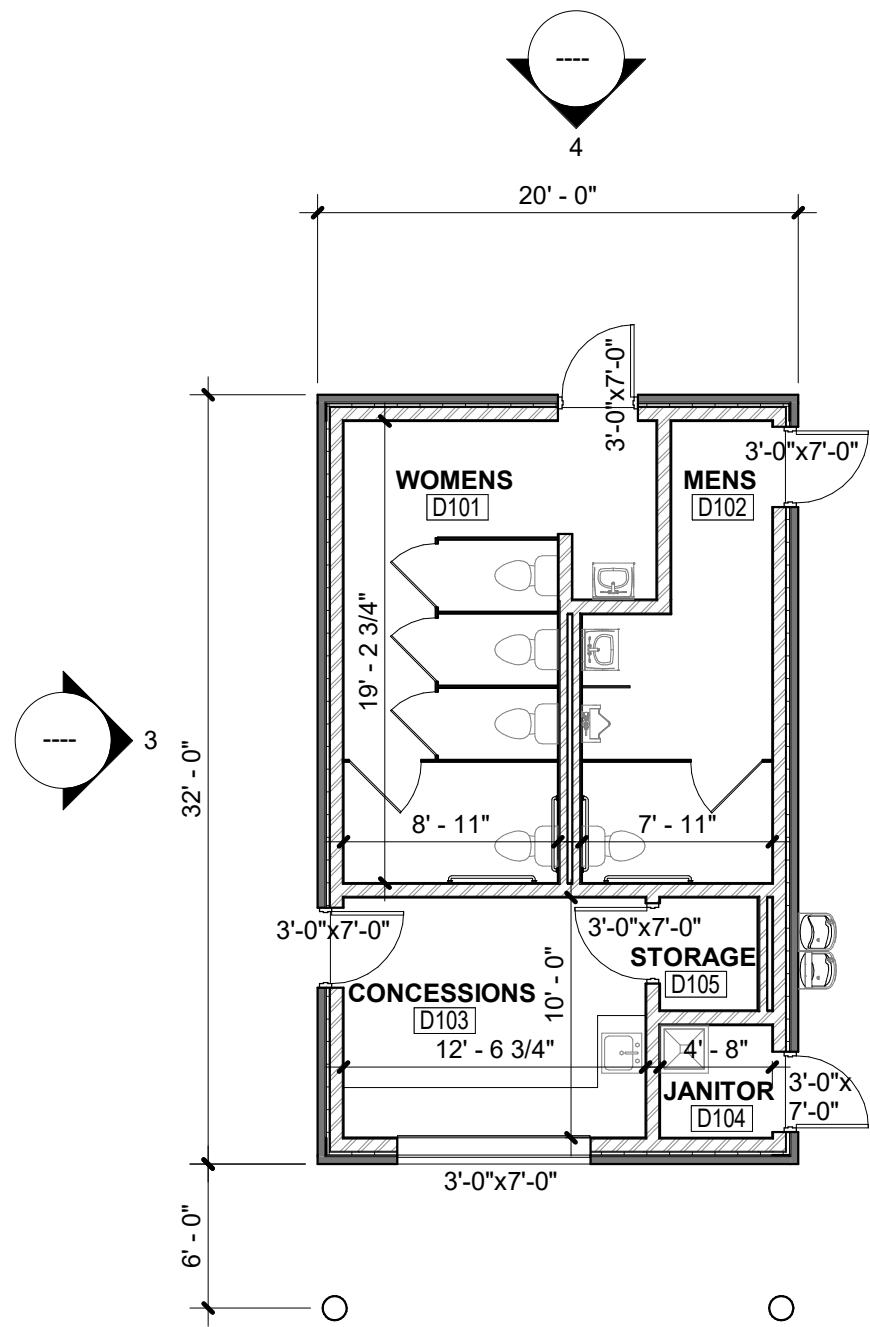 ----
4
20' - 0"
3'-0"x7'-0"
3'-0"x7'-0"
WOMENS
D101
MENS
D102
19' - 2 3/4"
32' - 0"
----
3
8' - 11"
7' - 11"
3'-0"x7'-0"
3'-0"x7'-0"
STORAGE
D105
10' - 0"
CONCESSIONS
D103
12' - 6 3/4"
4' - 8"
JANITOR
D104
3'-0"x
7'-0"
3'-0"x7'-0"
6' - 0"